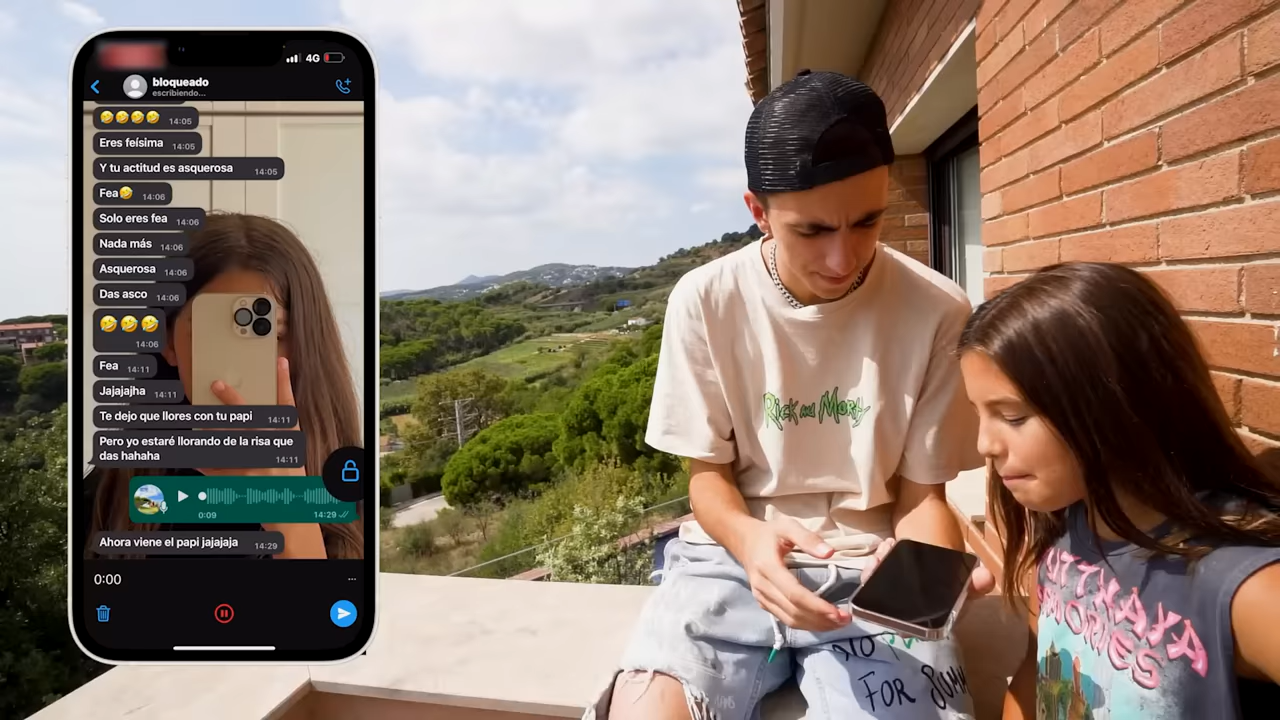 4G
bloqueado
escribiendo...
🤣🤣🤣🤣 14:05
Eres feísima 14:05
Y tu actitud es asquerosa 14:05
Fea🤣 14:06
Solo eres fea 14:06
Nada más 14:06
Asquerosa 14:06
Das asco 14:06
🤣🤣🤣
14:06
Fea 14:11
Jajajajha 14:11
Te dejo que llores con tu papi 14:11
Pero yo estaré llorando de la risa que
das hahaha 14:11
0:09 14:29
Ahora viene el papi jajajaja 14:29
0:00
Rick and Morty
FOR